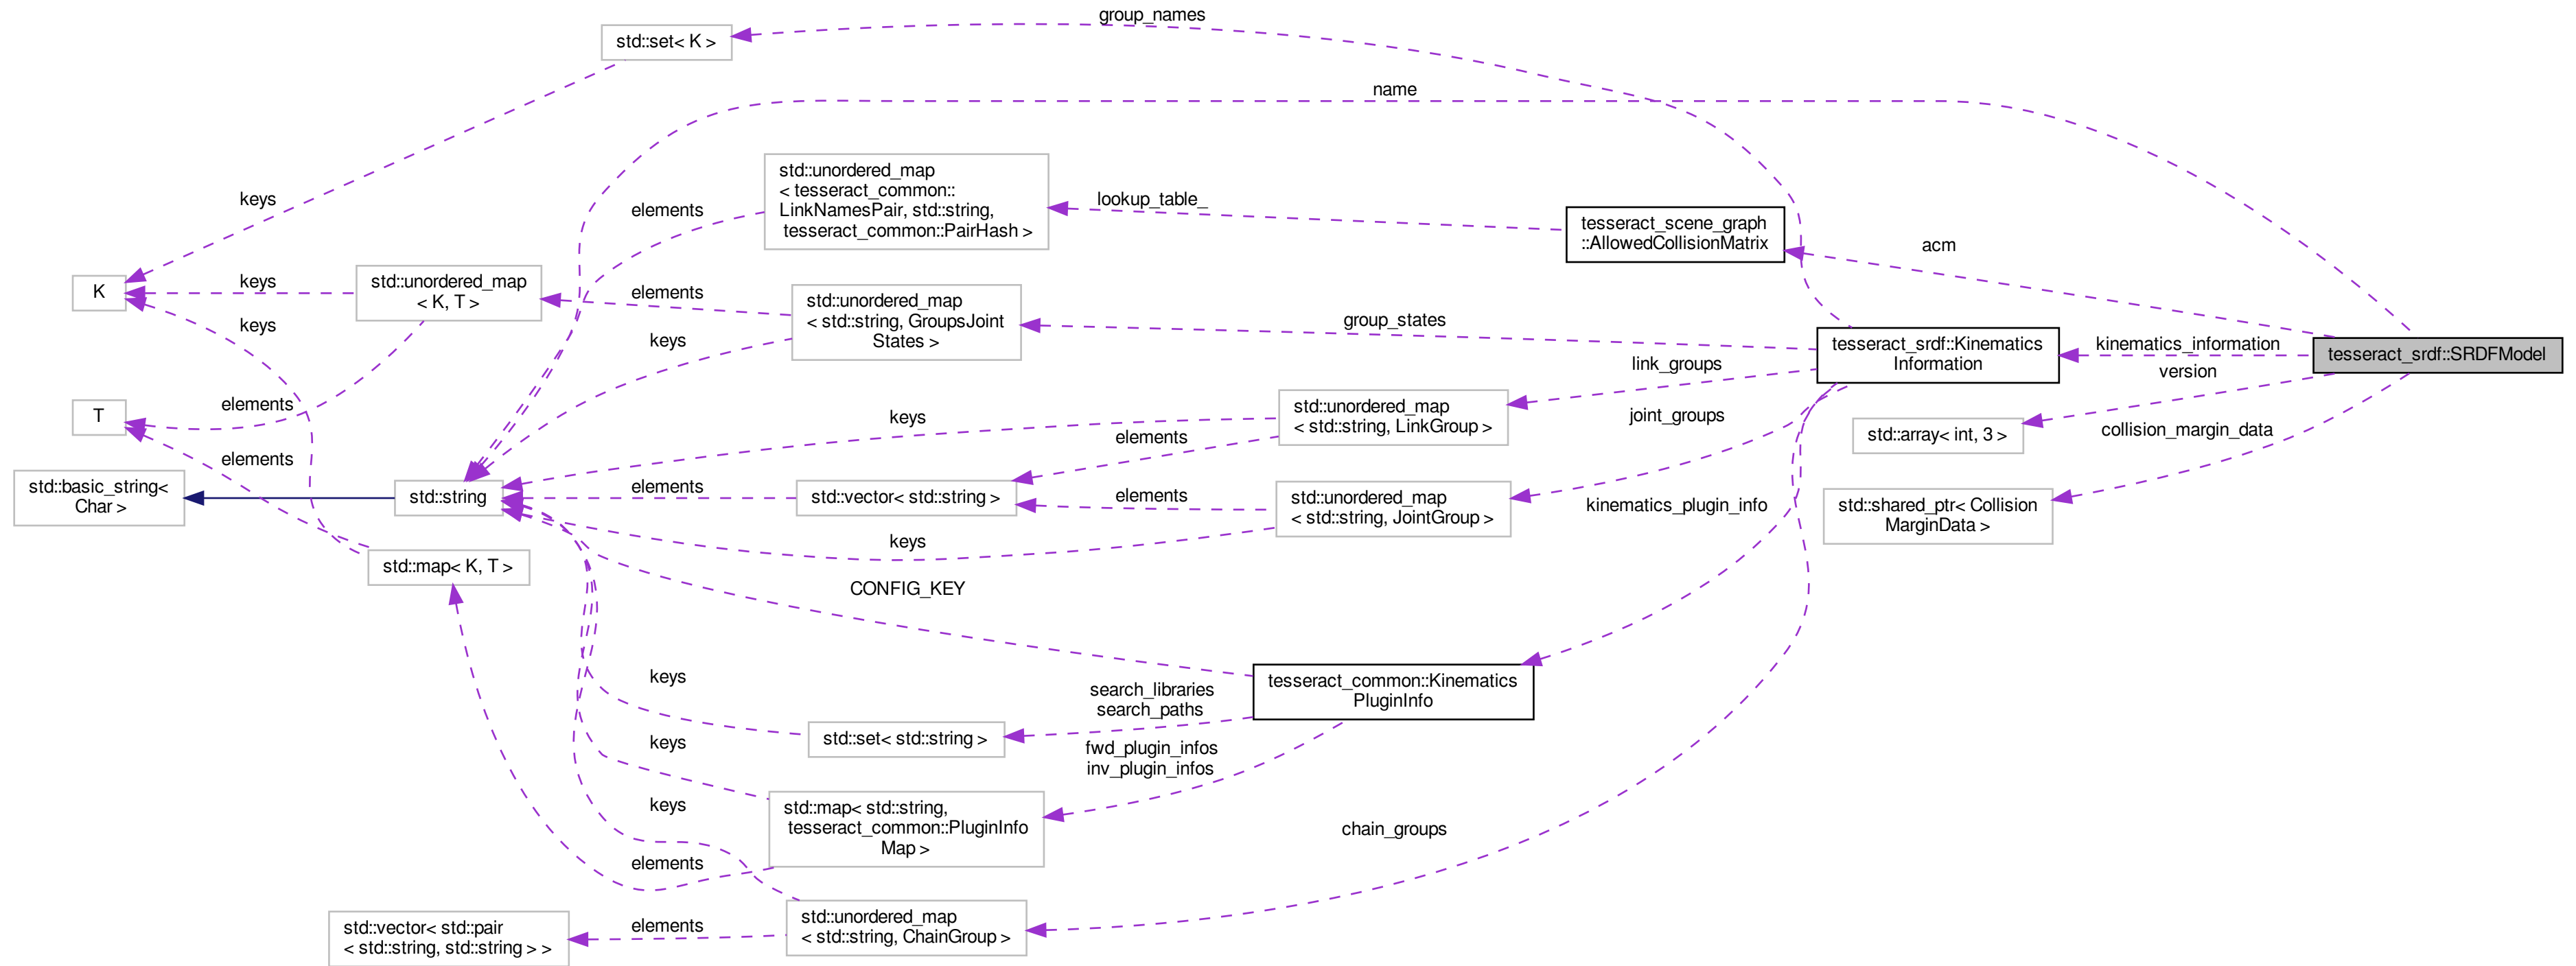 group_names
std::set< K >
name
keys
std::unordered_map
< tesseract_common::
LinkNamesPair, std::string,
tesseract_common::PairHash >
elements
lookup_table_
tesseract_scene_graph
::AllowedCollisionMatrix
acm
K
keys
keys
std::unordered_map
< K, T >
elements
std::unordered_map
< std::string, GroupsJoint
States >
keys
group_states
tesseract_srdf::Kinematics
Information
kinematics_information
version
tesseract_srdf::SRDFModel
link_groups
T
elements
elements
keys
std::unordered_map
< std::string, LinkGroup >
elements
joint_groups
std::array< int, 3 >
collision_margin_data
std::basic_string<
Char >
std::string
elements
std::vector< std::string >
elements
std::unordered_map
< std::string, JointGroup >
kinematics_plugin_info
std::shared_ptr< Collision
MarginData >
keys
std::map< K, T >
CONFIG_KEY
keys
search_libraries
search_paths
tesseract_common::Kinematics
PluginInfo
std::set< std::string >
keys
fwd_plugin_infos
inv_plugin_infos
keys
std::map< std::string,
tesseract_common::PluginInfo
Map >
chain_groups
elements
std::vector< std::pair
< std::string, std::string > >
elements
std::unordered_map
< std::string, ChainGroup >